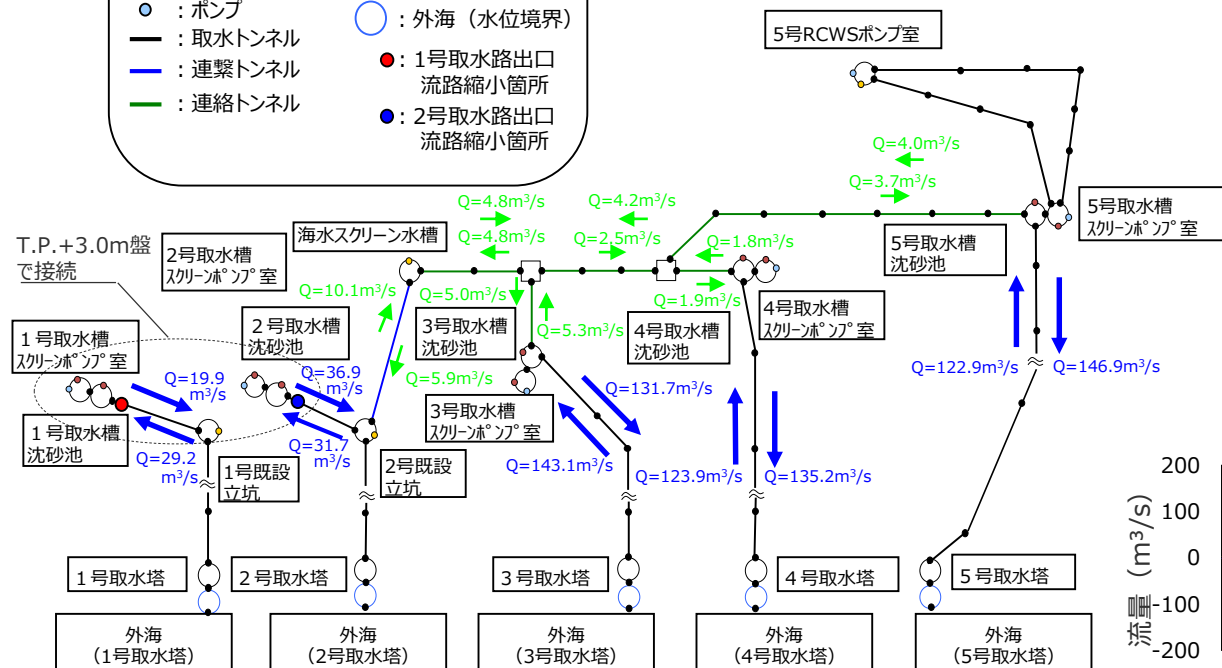 ：ポンプ
：取水トンネル
：連繋トンネル
：連絡トンネル
：外海（水位境界）
：1号取水路出口
流路縮小箇所
：2号取水路出口
流路縮小箇所
5号RCWSポンプ室
Q=4.0m³/s
Q=3.7m³/s
Q=4.8m³/s
Q=4.2m³/s
Q=4.8m³/s
Q=2.5m³/s
Q=1.8m³/s
Q=1.9m³/s
5号取水槽
スクリーンポンプ室
5号取水槽
沈砂池
T.P.+3.0m盤
で接続
2号取水槽
スクリーンポンプ室
海水スクリーン水槽
Q=10.1m³/s
Q=5.0m³/s
Q=5.3m³/s
Q=5.9m³/s
3号取水槽
沈砂池
4号取水槽
沈砂池
4号取水槽
スクリーンポンプ室
1号取水槽
スクリーンポンプ室
２号取水槽
沈砂池
Q=19.9
m³/s
Q=36.9
m³/s
Q=131.7m³/s
Q=122.9m³/s
Q=146.9m³/s
3号取水槽
スクリーンポンプ室
１号取水槽
沈砂池
Q=29.2
m³/s
Q=31.7
m³/s
1号既設
立坑
2号既設
立坑
Q=143.1m³/s
Q=123.9m³/s
Q=135.2m³/s
200
100
0
-100
-200
流量（m³/s）
１号取水塔
２号取水塔
３号取水塔
４号取水塔
５号取水塔
外海
（1号取水塔）
外海
（2号取水塔）
外海
（3号取水塔）
外海
（4号取水塔）
外海
（5号取水塔）